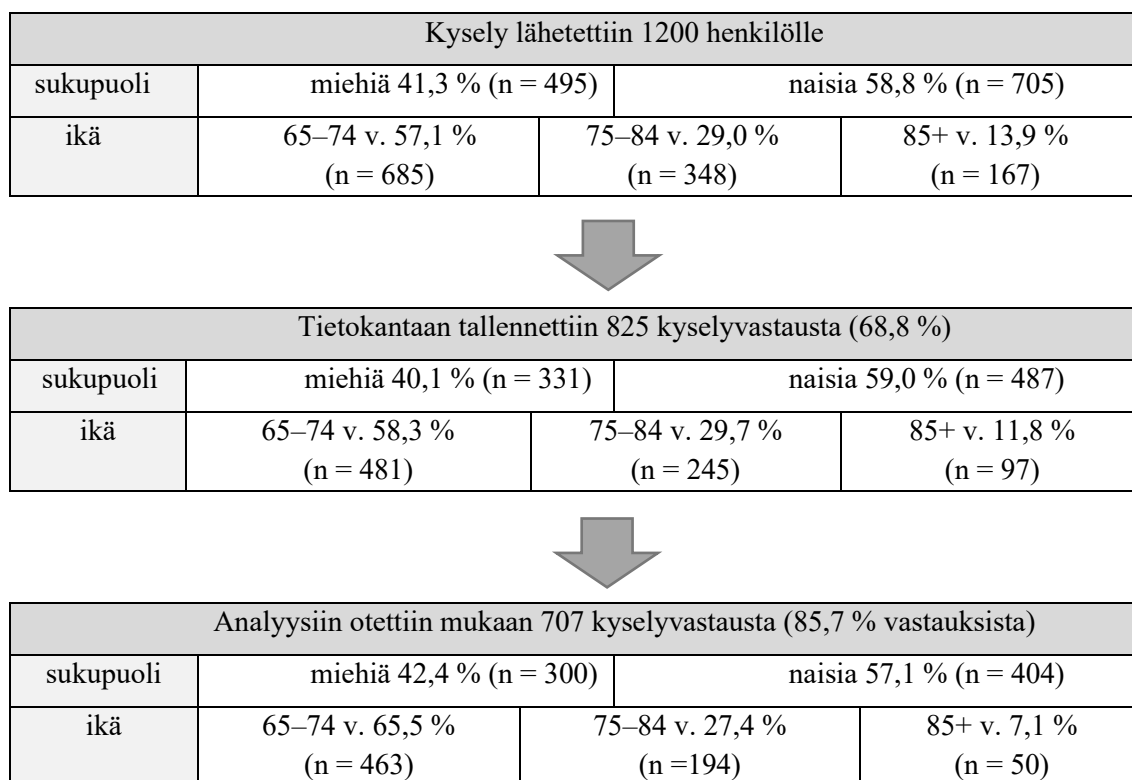 Kysely lähetettiin 1200 henkilölle
sukupuoli miehiä 41,3 % (n = 495) naisia 58,8 % (n = 705)
ikä 65–74 v. 57,1 % 75–84 v. 29,0 % 85+ v. 13,9 %
(n = 685) (n = 348) (n = 167)
Tietokantaan tallennettiin 825 kyselyvastausta (68,8 %)
sukupuoli miehiä 40,1 % (n = 331) naisia 59,0 % (n = 487)
ikä 65–74 v. 58,3 % 75–84 v. 29,7 % 85+ v. 11,8 %
(n = 481) (n = 245) (n = 97)
Analyysiin otettiin mukaan 707 kyselyvastausta (85,7 % vastauksista)
sukupuoli miehiä 42,4 % (n = 300) naisia 57,1 % (n = 404)
ikä 65–74 v. 65,5 % 75–84 v. 27,4 % 85+ v. 7,1 %
(n = 463) (n =194) (n = 50)